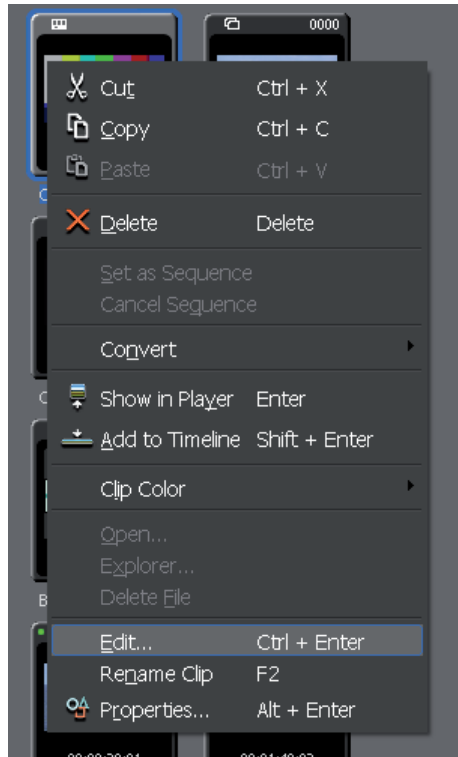 0000
Cut Ctrl + X
Copy Ctrl + C
Paste Ctrl + V
Delete Delete
Set as Sequence
Cancel Sequence
Convert
Show in Player Enter
Add to Timeline Shift + Enter
Clip Color
Open...
Explorer...
Delete File
Edit... Ctrl + Enter
Rename Clip F2
Properties... Alt + Enter